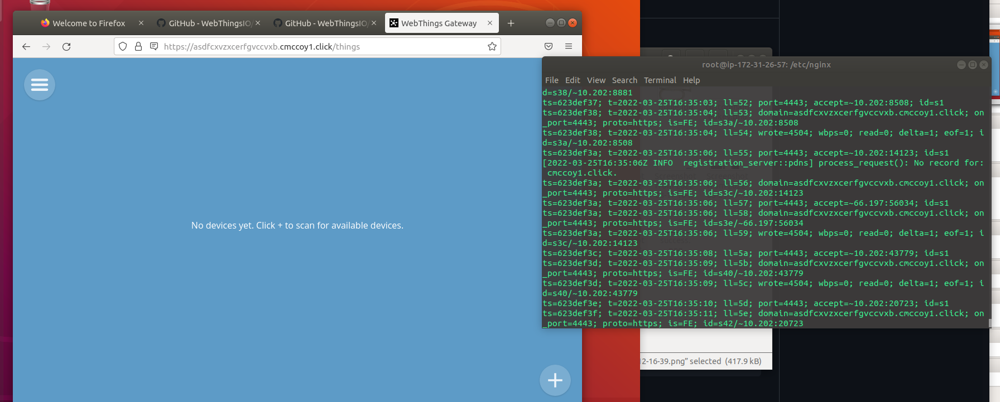 Welcome to Firefox
GitHub - WebThingsIO/
GitHub - WebThingsIO/
WebThings Gateway
https://asdfcxvzxcerfgvccvxb.cmccoy1.click/things
No devices yet. Click + to scan for available devices.
root@ip-172-31-26-57: /etc/nginx
File Edit View Search Terminal Help
d=s38/~10.202:8881
ts=623def37; t=2022-03-25T16:35:03; ll=52; port=4443; accept=~10.202:8508; id=s1
ts=623def38; t=2022-03-25T16:35:04; ll=53; domain=asdfcxvzxcerfgvccvxb.cmccoy1.click; on
_port=4443; proto=https; is=FE; id=s3a/~10.202:8508
ts=623def38; t=2022-03-25T16:35:04; ll=54; wrote=4504; wbps=0; read=0; delta=1; eof=1; i
d=s3a/~10.202:8508
ts=623def3a; t=2022-03-25T16:35:06; ll=55; port=4443; accept=~10.202:14123; id=s1
[2022-03-25T16:35:06Z INFO  registration_server::pdns] process_request(): No record for:
 cmccoy1.click.
ts=623def3a; t=2022-03-25T16:35:06; ll=56; domain=asdfcxvzxcerfgvccvxb.cmccoy1.click; on
_port=4443; proto=https; is=FE; id=s3c/~10.202:14123
ts=623def3a; t=2022-03-25T16:35:06; ll=57; port=4443; accept=~66.197:56034; id=s1
ts=623def3a; t=2022-03-25T16:35:06; ll=58; domain=asdfcxvzxcerfgvccvxb.cmccoy1.click; on
_port=4443; proto=https; is=FE; id=s3e/~66.197:56034
ts=623def3a; t=2022-03-25T16:35:06; ll=59; wrote=4504; wbps=0; read=0; delta=1; eof=1; i
d=s3c/~10.202:14123
ts=623def3c; t=2022-03-25T16:35:08; ll=5a; port=4443; accept=~10.202:43779; id=s1
ts=623def3d; t=2022-03-25T16:35:09; ll=5b; domain=asdfcxvzxcerfgvccvxb.cmccoy1.click; on
_port=4443; proto=https; is=FE; id=s40/~10.202:43779
ts=623def3d; t=2022-03-25T16:35:09; ll=5c; wrote=4504; wbps=0; read=0; delta=1; eof=1; i
d=s40/~10.202:43779
ts=623def3e; t=2022-03-25T16:35:10; ll=5d; port=4443; accept=~10.202:20723; id=s1
ts=623def3f; t=2022-03-25T16:35:11; ll=5e; domain=asdfcxvzxcerfgvccvxb.cmccoy1.click; on
_port=4443; proto=https; is=FE; id=s42/~10.202:20723
2-16-39.png” selected (417.9 kB)